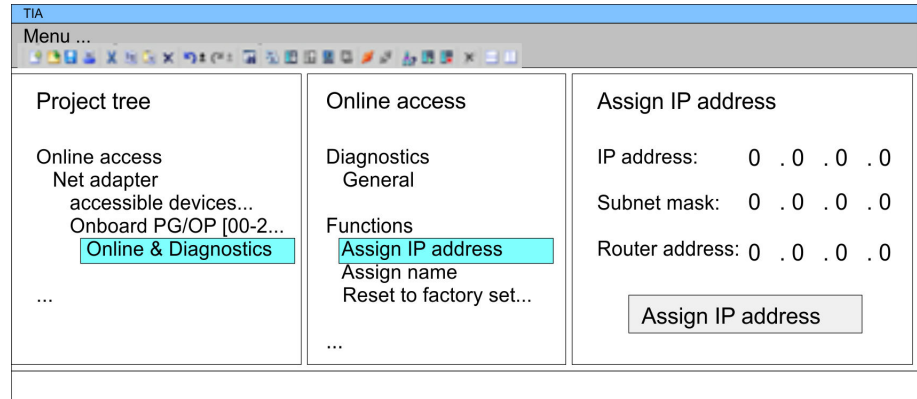 TIA
Menu ...
Project tree
Online access
Net adapter
accessible devices...
Onboard PG/OP [00-2...
Online & Diagnostics
...
Online access
Diagnostics
General
Functions
Assign IP address
Assign name
Reset to factory set...
...
Assign IP address
IP address: 0 . 0 . 0 . 0
Subnet mask: 0 . 0 . 0 . 0
Router address: 0 . 0 . 0 . 0
Assign IP address